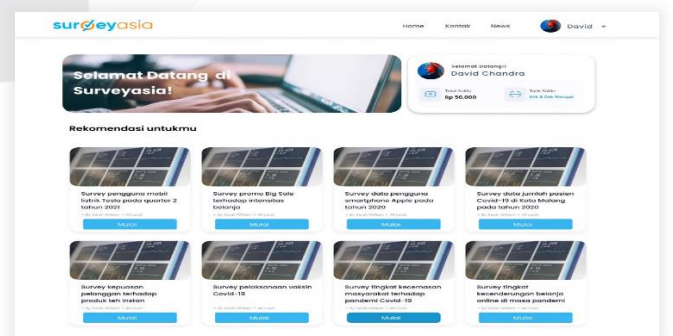 surveyasia
Home Kontak News David
Selamat Datang di
Surveyasia!
Selamat Datang!
David Chandra
Total Saldo
Rp 50.000
Tarik Saldo
Rekomendasi untukmu
Survey pengguna mobil
listrik Tesla pada quarter 2
tahun 2021
Mulai
Survey promo Big Sale
terhadap intensitas
belanja
Mulai
Survey data pengguna
smartphone Apple pada
tahun 2020
Mulai
Survey data jumlah pasien
Covid-19 di Kota Malang
pada tahun 2020
Mulai
Survey kepuasan
pelanggan terhadap
produk teh instan
Mulai
Survey pelaksanaan vaksin
Covid-19
Mulai
Survey tingkat kecemasan
masyarakat terhadap
pandemi Covid-19
Mulai
Survey tingkat
kecenderungan belanja
online di masa pandemi
Mulai